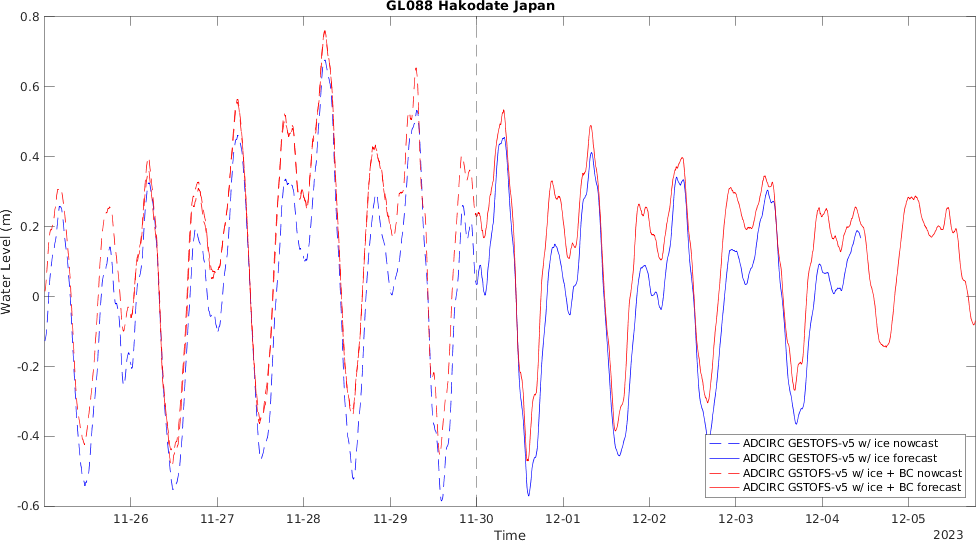 GL088 Hakodate Japan
0.8
0.6
0.4
0.2
0
-0.2
-0.4
-0.6
Water Level (m)
11-26 11-27 11-28 11-29 11-30 12-01 12-02 12-03 12-04 12-05
Time
2023
ADCIRC GESTOFS-v5 w/ ice nowcast
ADCIRC GESTOFS-v5 w/ ice forecast
ADCIRC GSTOFS-v5 w/ ice + BC nowcast
ADCIRC GSTOFS-v5 w/ ice + BC forecast